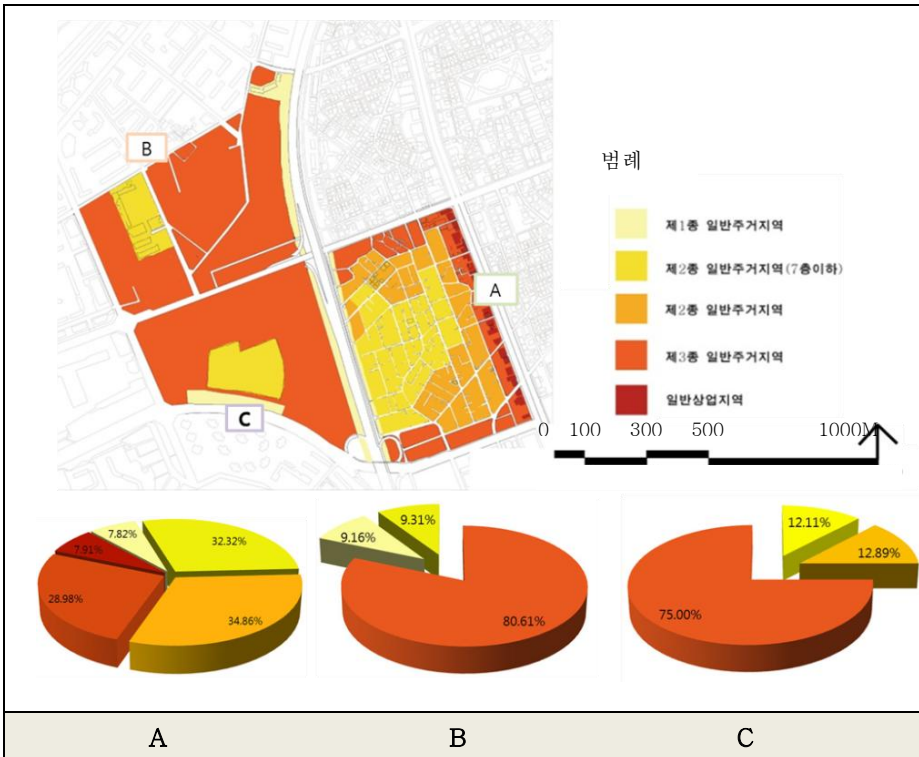 B
A
C
범례
제1종 일반주거지역
제2종 일반주거지역(7층이하)
제2종 일반주거지역
제3종 일반주거지역
일반상업지역
0 100 300 500 1000M
7.82%
32.32%
7.91%
28.98%
34.86%
9.16%
9.31%
80.61%
12.11%
12.89%
75.00%
A B C